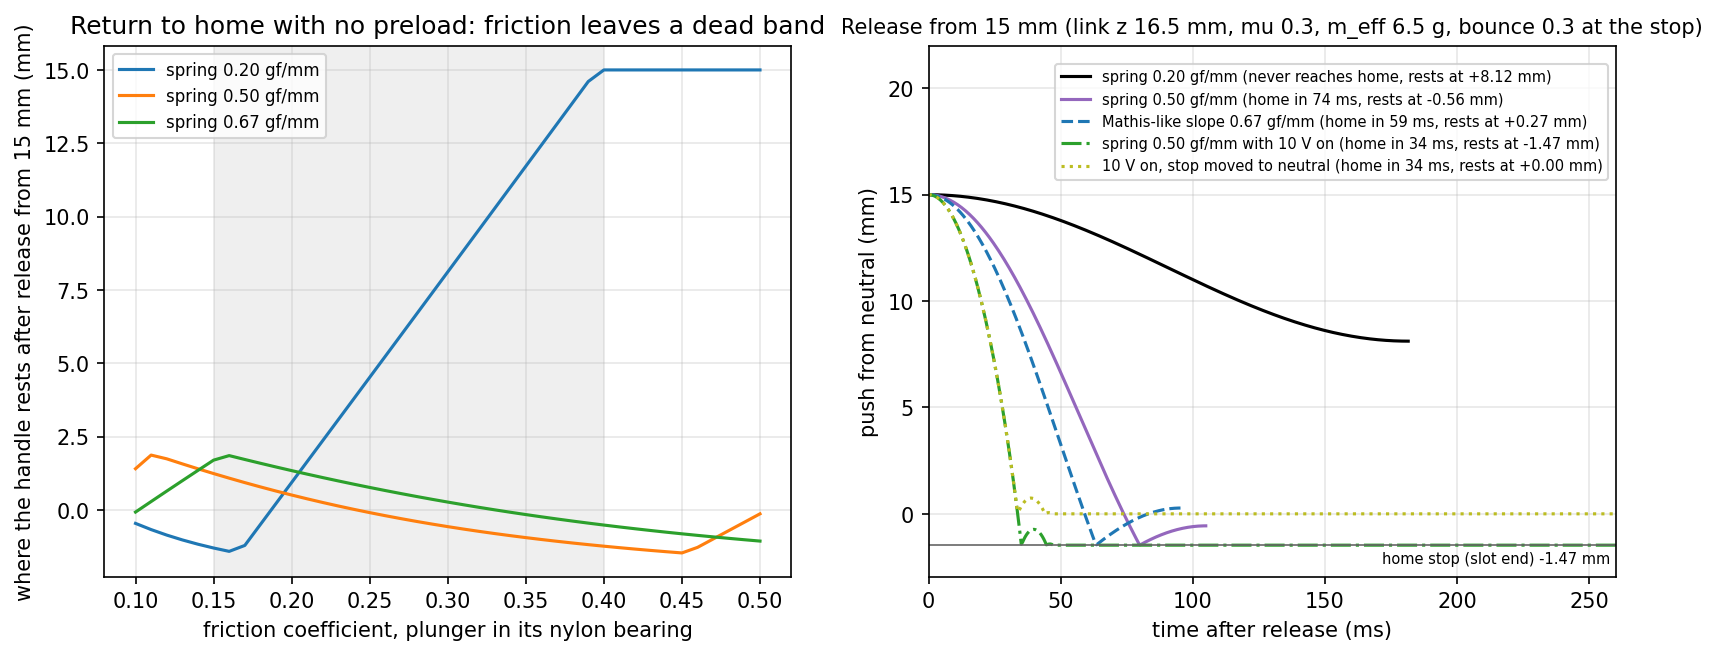 Return to home with no preload: friction leaves a dead band
where the handle rests after release from 15 mm (mm)
15.0
12.5
10.0
7.5
5.0
2.5
0.0
spring 0.20 gf/mm
spring 0.50 gf/mm
spring 0.67 gf/mm
0.10 0.15 0.20 0.25 0.30 0.35 0.40 0.45 0.50
friction coefficient, plunger in its nylon bearing
Release from 15 mm (link z 16.5 mm, mu 0.3, m_eff 6.5 g, bounce 0.3 at the stop)
push from neutral (mm)
20
15
10
5
0
spring 0.20 gf/mm (never reaches home, rests at +8.12 mm)
spring 0.50 gf/mm (home in 74 ms, rests at -0.56 mm)
Mathis-like slope 0.67 gf/mm (home in 59 ms, rests at +0.27 mm)
spring 0.50 gf/mm with 10 V on (home in 34 ms, rests at -1.47 mm)
10 V on, stop moved to neutral (home in 34 ms, rests at +0.00 mm)
home stop (slot end) -1.47 mm
0 50 100 150 200 250
time after release (ms)